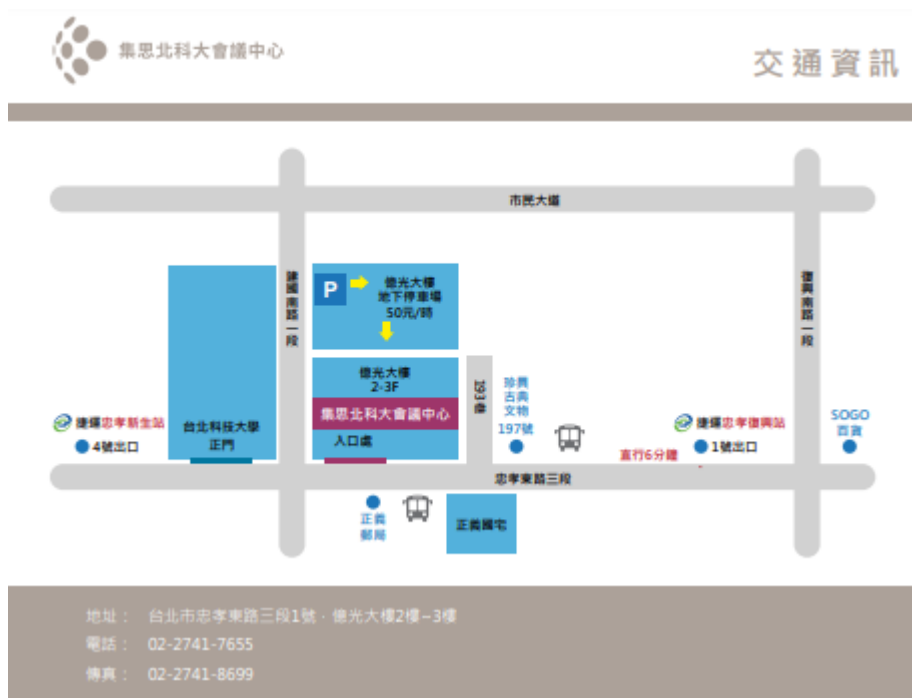 集思北科大會議中心
交通資訊
市民大道
建國南路一段
復興南路一段
P
億光大樓
地下停車場
50元/時
億光大樓
2-3F
集思北科大會議中心
入口處
193巷
珍興
古典
文物
197號
捷運忠孝新生站
4號出口
台北科技大學
正門
捷運忠孝復興站
1號出口
直行6分鐘
SOGO
百貨
忠孝東路三段
正義
郵局
正義國宅
地址： 台北市忠孝東路三段1號．億光大樓2樓~3樓
電話： 02-2741-7655
傳真： 02-2741-8699